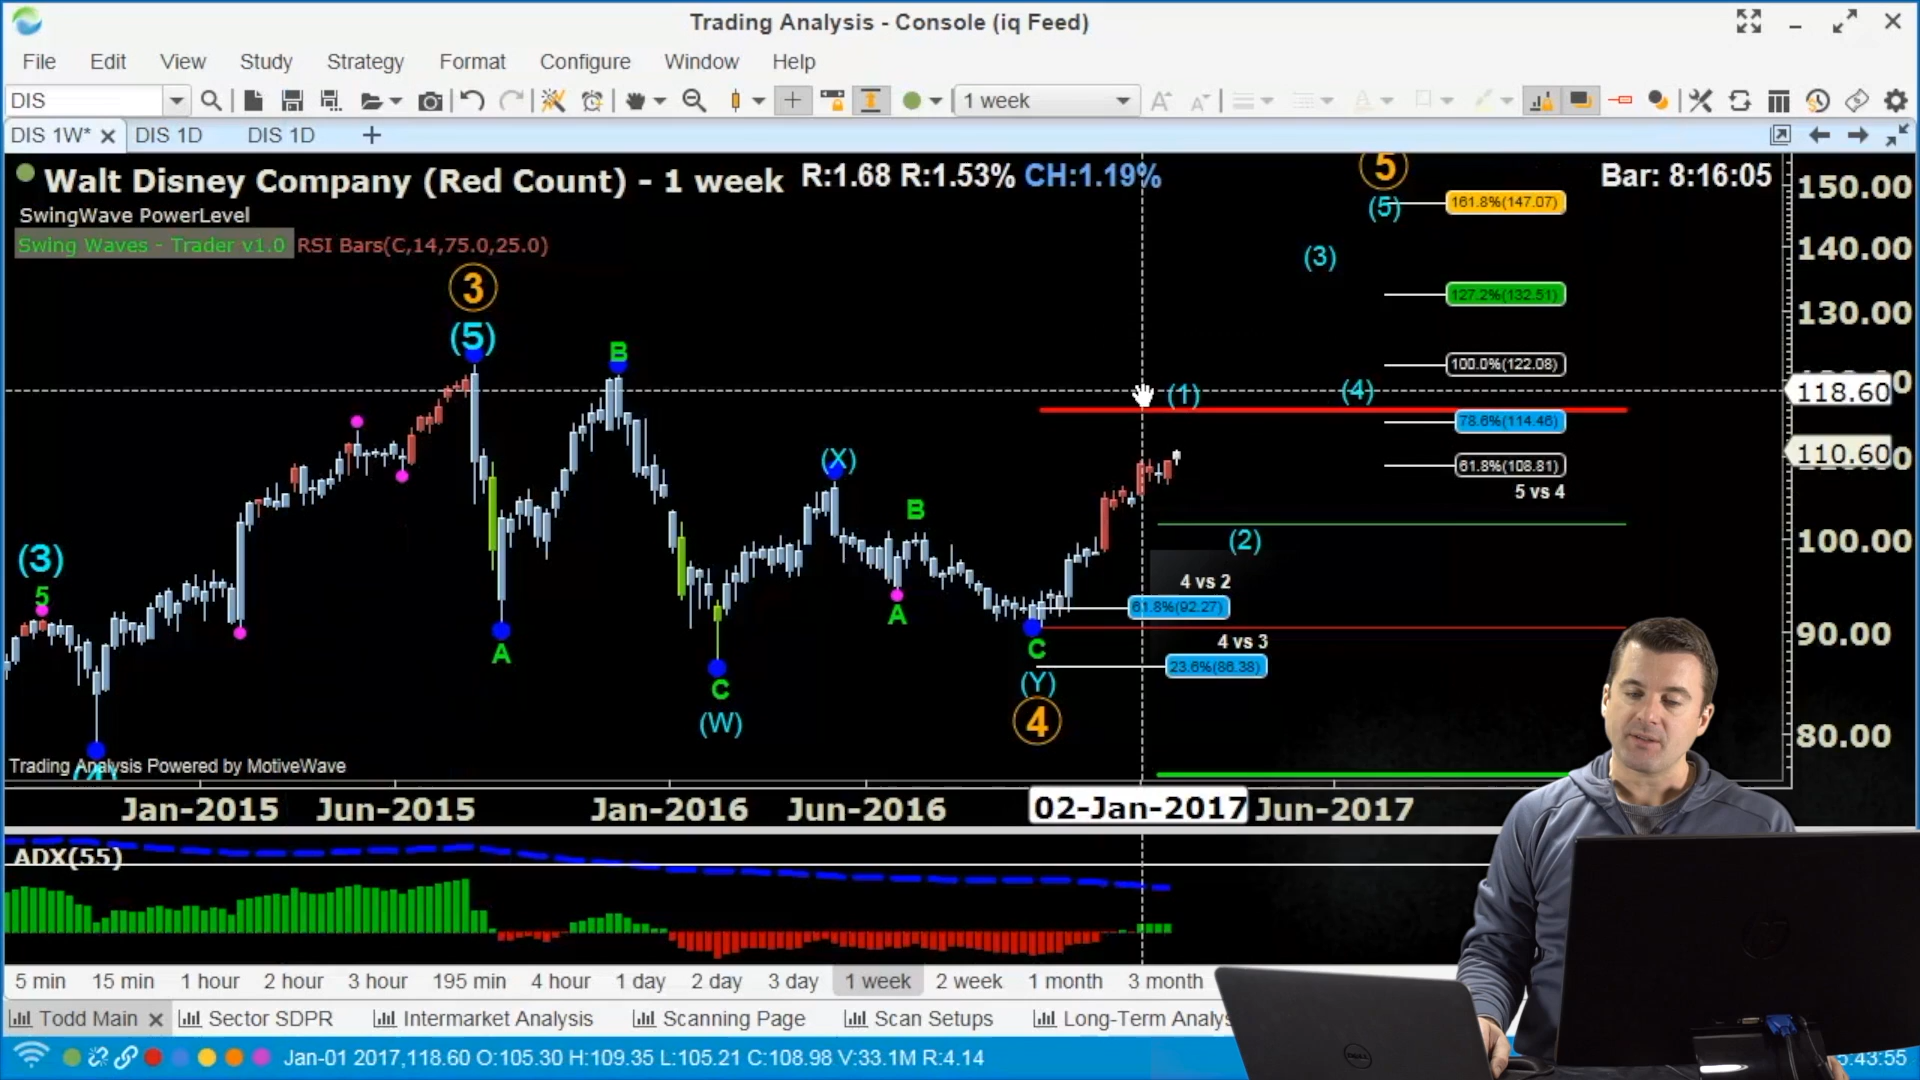 Trading Analysis - Console (iq Feed)
File Edit View Study Strategy Format Configure Window Help
DIS 1 week
DIS 1W* DIS 1D DIS 1D
Walt Disney Company (Red Count) - 1 week R:1.68 R:1.53% CH:1.19% Bar: 8:16:05
SwingWave PowerLevel
Swing Waves - Trader v1.0 RSI Bars(C,14,75.0,25.0)
5
(5) 161.8%(147.07)
(3)
3
127.2%(132.51)
(5)
B
100.0%(122.08)
(1) (4)
78.6%(114.46)
(X)
61.8%(108.81)
5 vs 4
B
(2)
(3)
5
4 vs 2
61.8%(92.27)
A
4 vs 3
A C
23.6%(86.38)
C (Y)
(W) 4
150.00
140.00
130.00
118.60
110.60
100.00
90.00
80.00
Trading Analysis Powered by MotiveWave
Jan-2015 Jun-2015 Jan-2016 Jun-2016 02-Jan-2017 Jun-2017
ADX(55)
5 min 15 min 1 hour 2 hour 3 hour 195 min 4 hour 1 day 2 day 3 day 1 week 2 week 1 month 3 month
Todd Main Sector SDPR Intermarket Analysis Scanning Page Scan Setups Long-Term Analys
Jan-01 2017,118.60 O:105.30 H:109.35 L:105.21 C:108.98 V:33.1M R:4.14 5:43:55
DELL